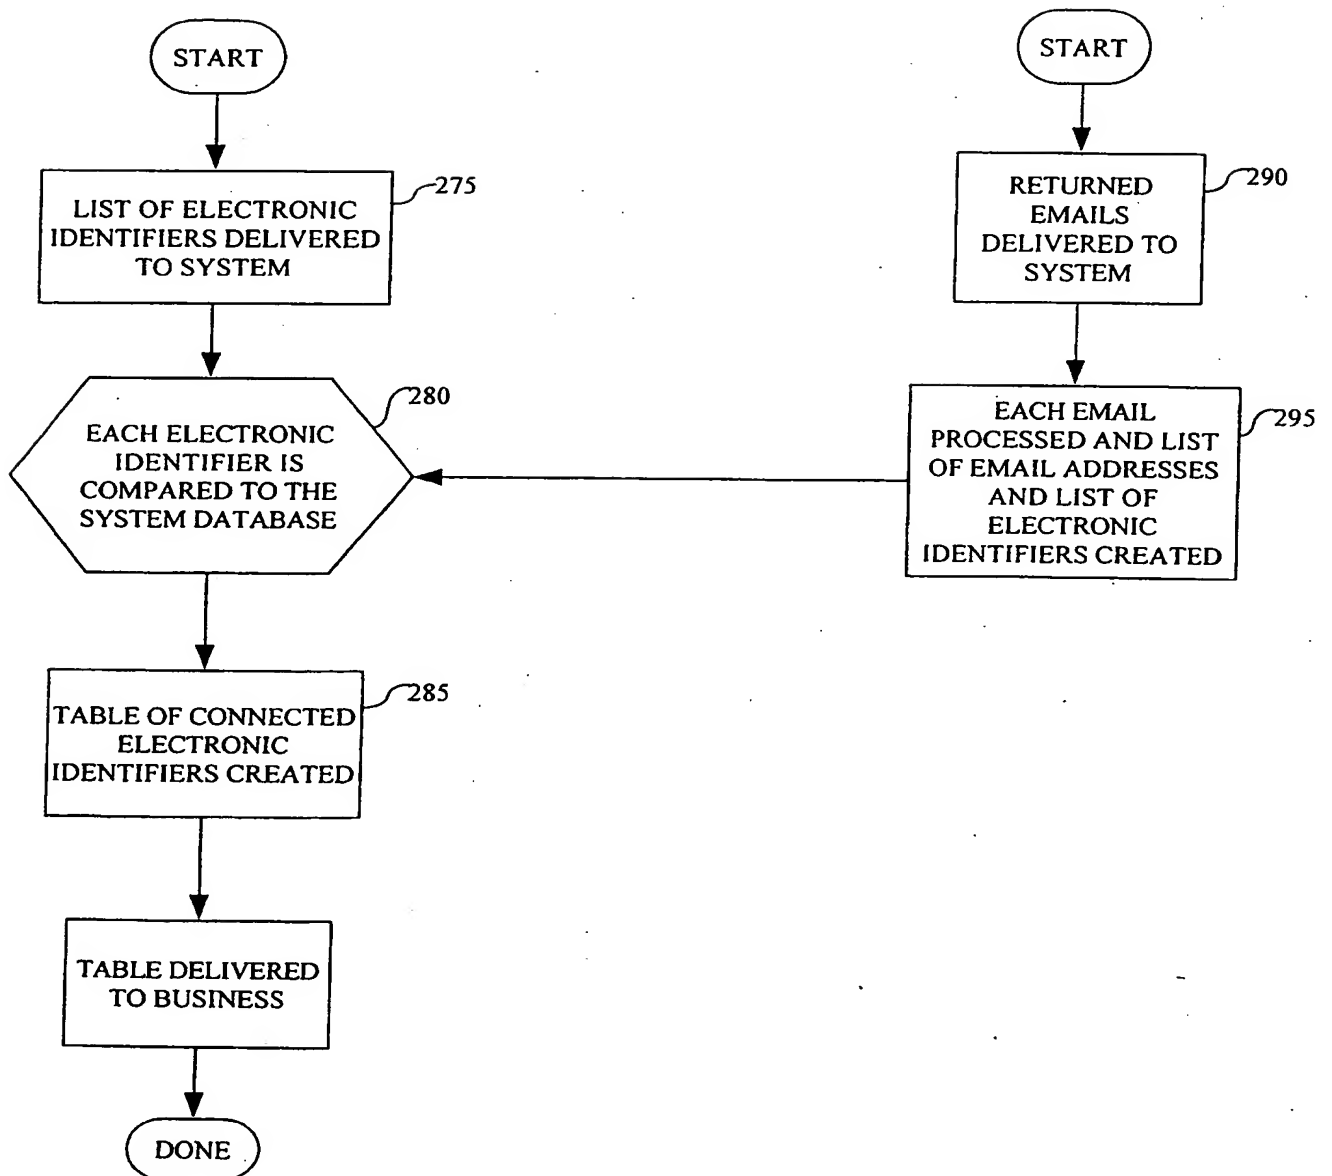 START
275
LIST OF ELECTRONIC
IDENTIFIERS DELIVERED
TO SYSTEM
280
EACH ELECTRONIC
IDENTIFIER IS
COMPARED TO THE
SYSTEM DATABASE
285
TABLE OF CONNECTED
ELECTRONIC
IDENTIFIERS CREATED
TABLE DELIVERED
TO BUSINESS
DONE
START
290
RETURNED
EMAILS
DELIVERED TO
SYSTEM
295
EACH EMAIL
PROCESSED AND LIST
OF EMAIL ADDRESSES
AND LIST OF
ELECTRONIC
IDENTIFIERS CREATED